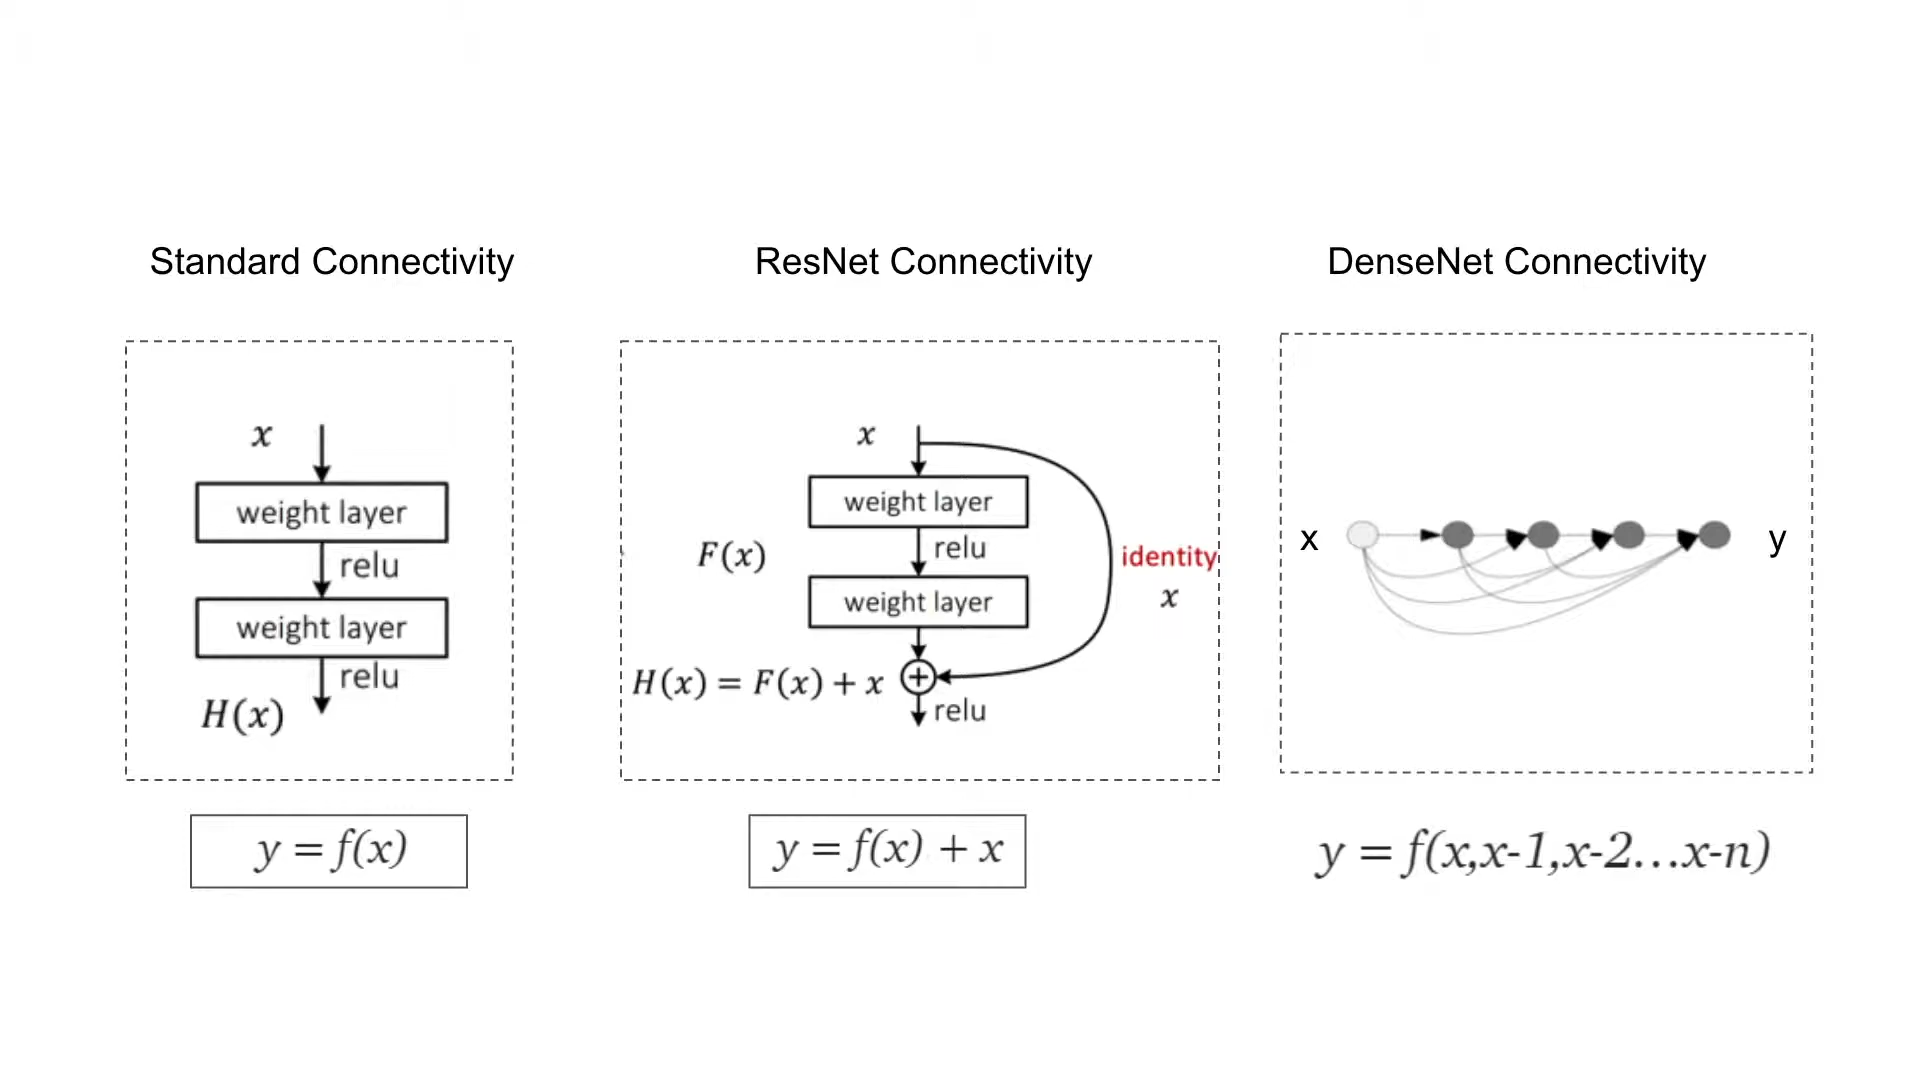 Standard Connectivity
x
weight layer
relu
weight layer
relu
H(x)
y = f(x)
ResNet Connectivity
x
weight layer
F(x)
relu
identity
x
weight layer
H(x) = F(x) + x
+
relu
y = f(x) + x
DenseNet Connectivity
x
y
y = f(x,x-1,x-2...x-n)